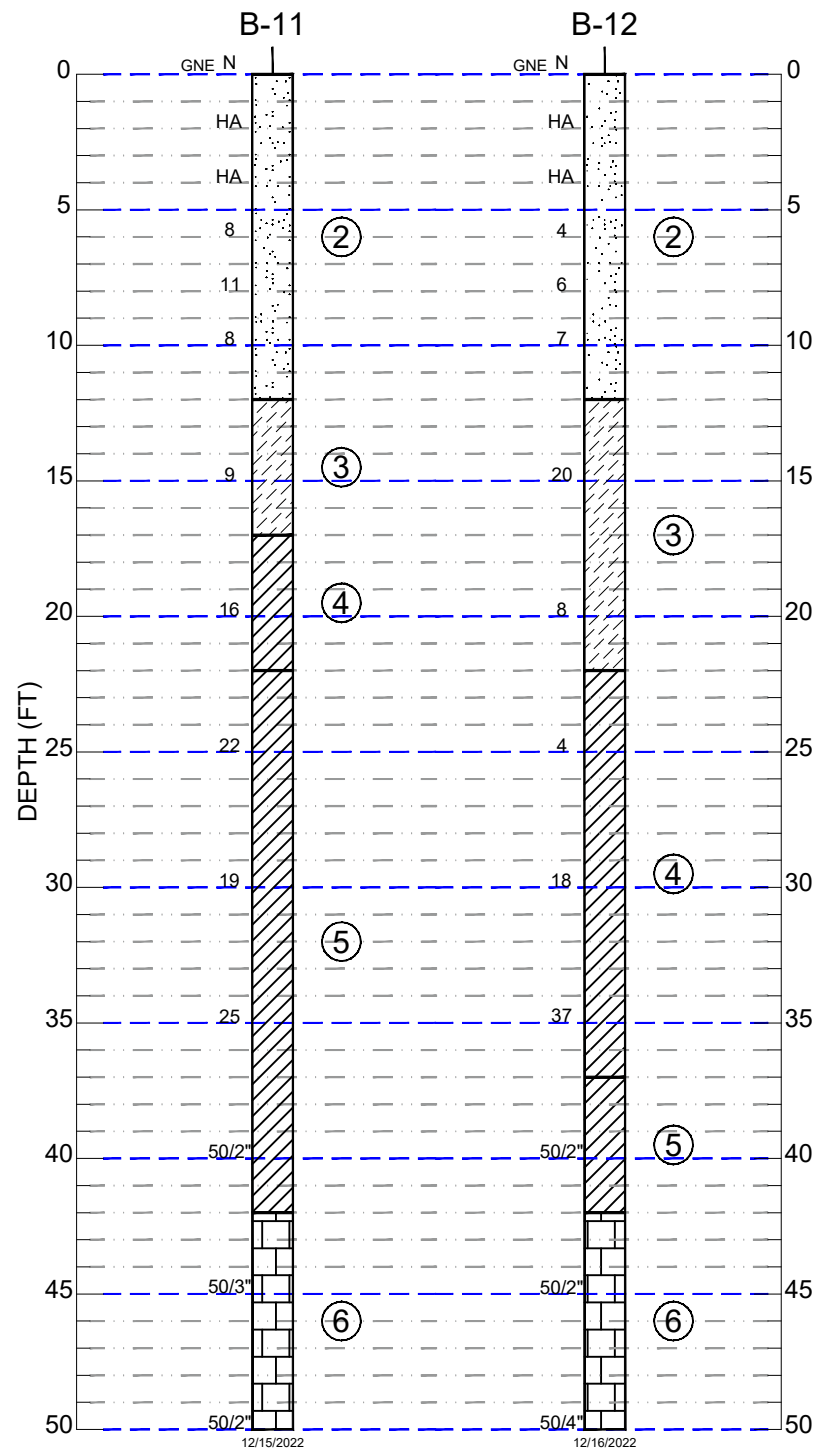 B-11 B-12
0 GNE N GNE N 0
HA HA
HA HA
5 5
8 ② 4 ②
11 6
10 8 7 10
③
15 9 20 15
③
④
20 16 8 20
DEPTH (FT)
25 22 4 25
④
30 19 18 30
⑤
35 25 37 35
⑤
40 50/2" 50/2" 40
45 50/3" 50/2" 45
⑥ ⑥
50 50/2" 50/4" 50
12/15/2022 12/16/2022